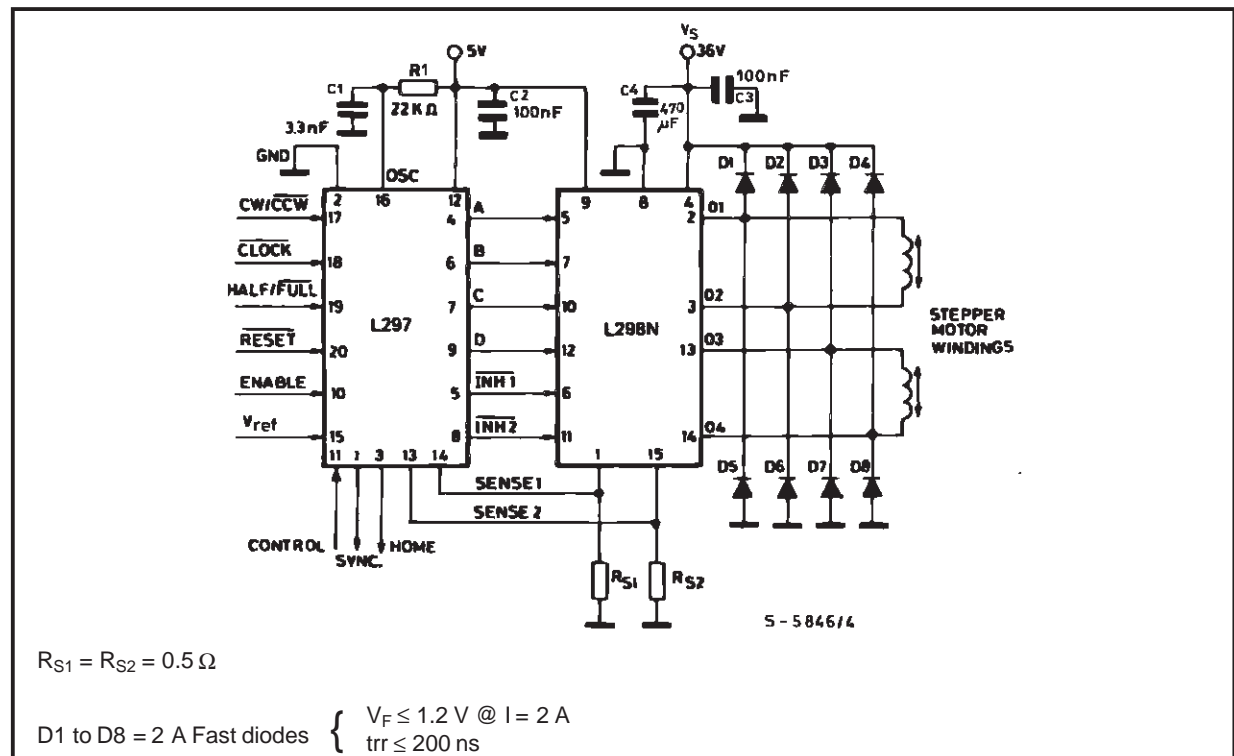 Vs
5V
36V
R1
C1
22KΩ
C2
100nF
C4
470
µF
100nF
C3
3.3nF
GND
OSC
2
16
12
9
8
4
D1
D2
D3
D4
CW/CCW
17
4
A
5
2
01
CLOCK
18
6
B
7
HALF/FULL
19
7
C
10
3
02
L297
L298N
STEPPER
MOTOR
WINDINGS
RESET
20
9
D
12
13
03
ENABLE
10
5
INH1
6
Vref
15
8
INH2
11
14
04
11
1
3
13
14
1
15
D5
D6
D7
D8
SENSE1
SENSE 2
CONTROL
SYNC.
HOME
RS1
RS2
S-5846/4
RS1 = RS2 = 0.5 Ω
D1 to D8 = 2 A Fast diodes { VF ≤ 1.2 V @ I = 2 A
trr ≤ 200 ns